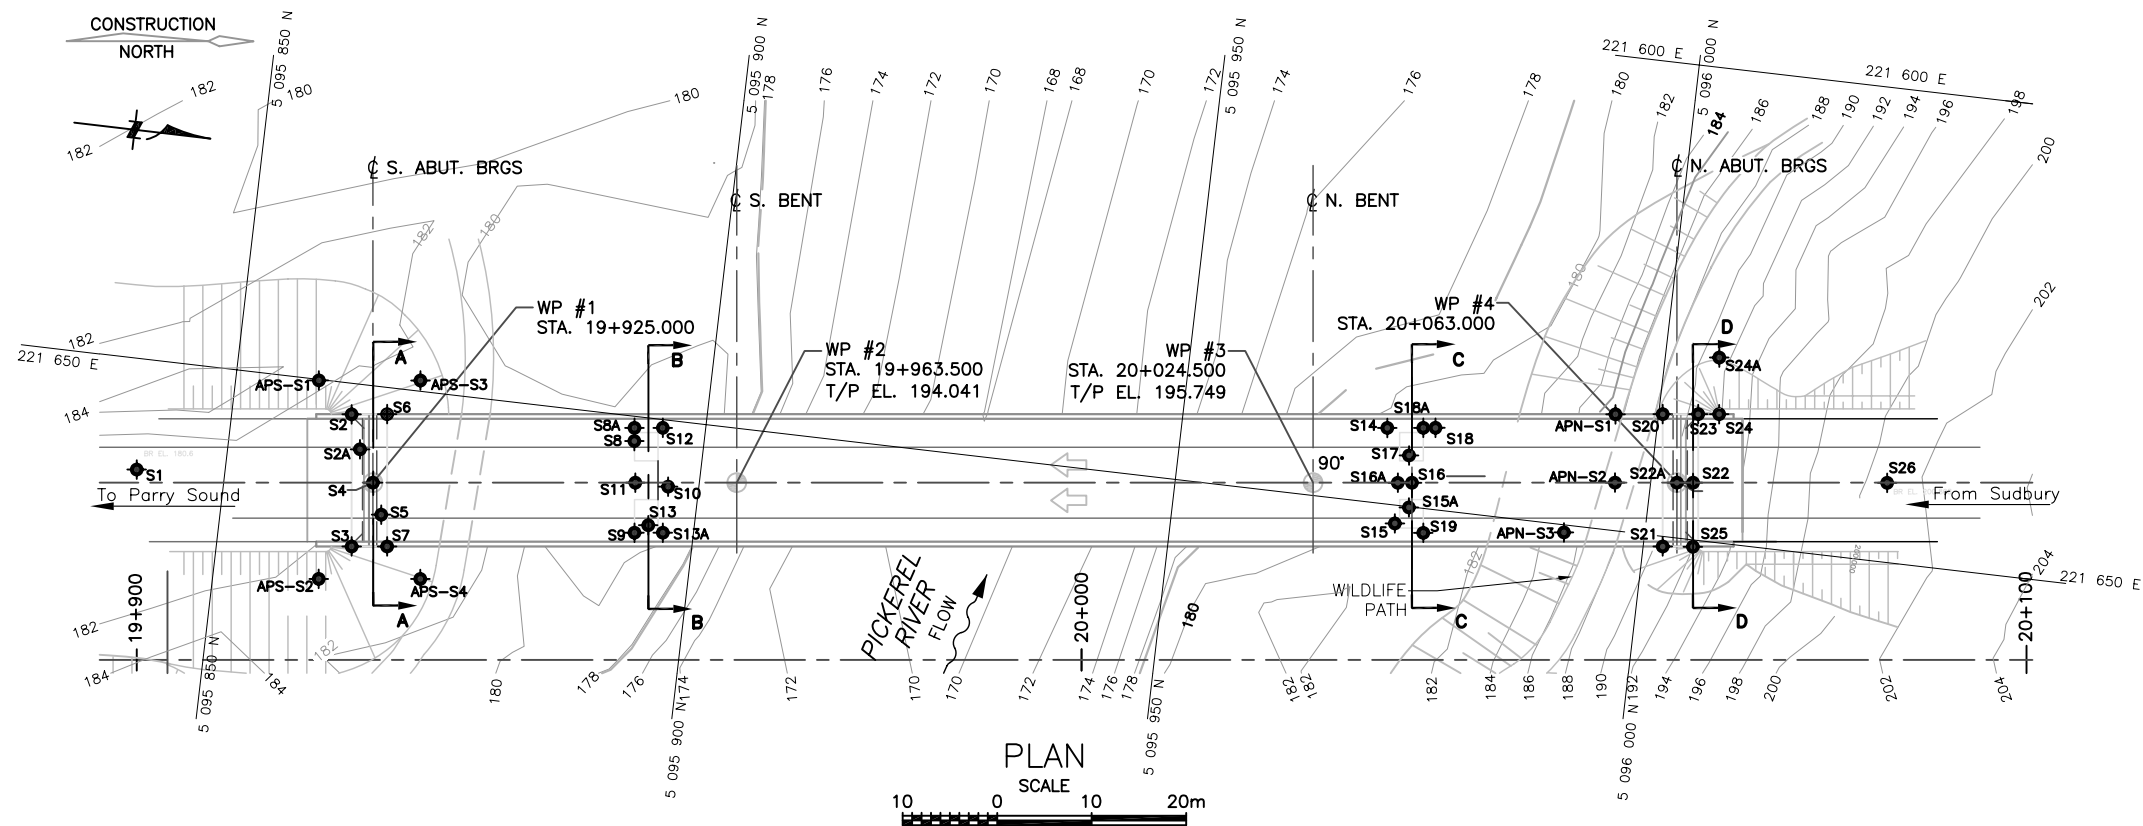 CONSTRUCTION
NORTH
5 095 850 N
5 095 900 N
5 095 950 N
5 096 000 N
221 600 E
221 600 E
182
180
182
180
178
176
174
172
170
168
168
170
172
174
176
178
180
182
184
186
188
190
192
194
196
198
200
202
℄ S. ABUT. BRGS
℄ S. BENT
℄ N. BENT
℄ N. ABUT. BRGS
182
180
180
WP #1
STA. 19+925.000
WP #2
STA. 19+963.500
T/P EL. 194.041
WP #3
STA. 20+024.500
T/P EL. 195.749
WP #4
STA. 20+063.000
182
221 650 E
184
A
B
C
D
APS-S1
APS-S3
S2
S6
S2A
S1
S4
S5
S3
S7
APS-S2
APS-S4
S8A
S8
S12
S11
S10
S13
S9
S13A
S14
S18A
S18
S17
S16A
S16
S15A
S15
S19
90°
APN-S1
APN-S2
APN-S3
S20
S23
S24
S24A
S22A
S22
S21
S25
S26
BR EL. 180.6
To Parry Sound
From Sudbury
A
B
C
D
WILDLIFE
PATH
PICKEREL
RIVER
FLOW
19+900
20+000
20+100
221 650 E
204
182
184
182
184
180
182
180
178
176
174
172
170
170
172
174
176
178
182
182
182
184
186
188
190
192
194
196
198
200
202
204
5 095 850 N
5 095 900 N
5 095 950 N
5 096 000 N
PLAN
SCALE
10 0 10 20m